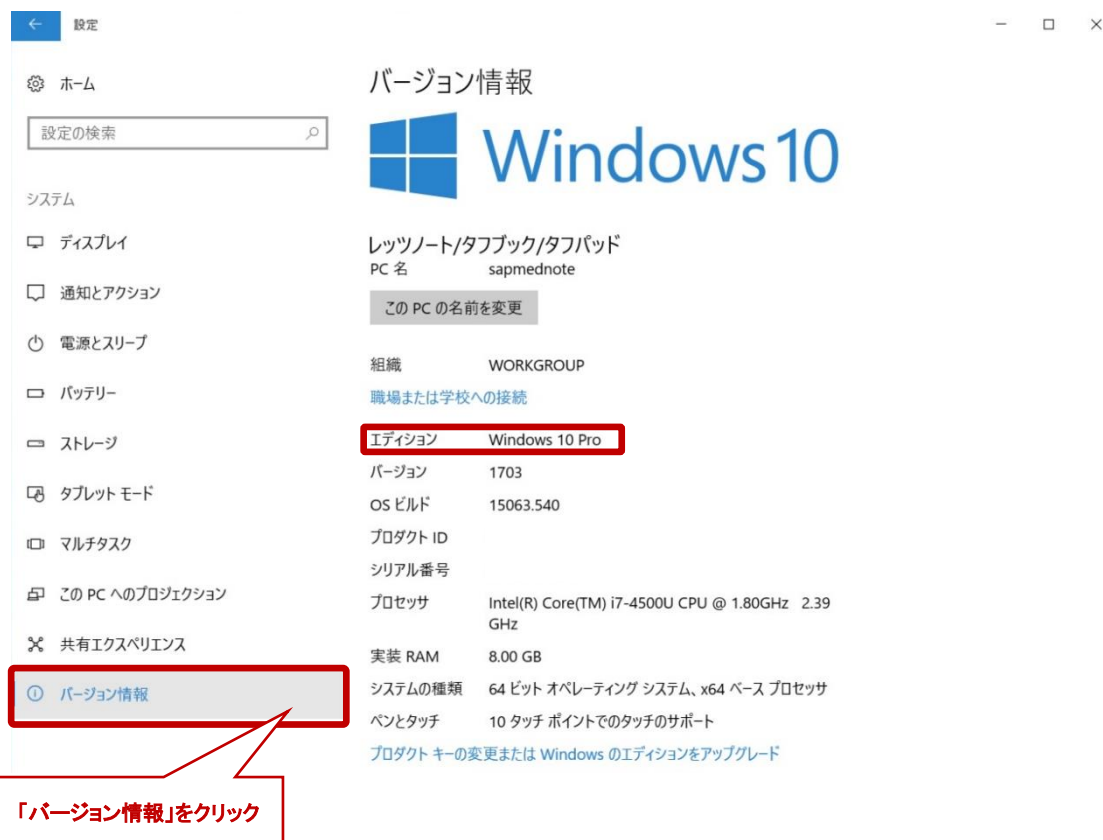 設定
ホーム
設定の検索
システム
ディスプレイ
通知とアクション
電源とスリープ
バッテリー
ストレージ
タブレット モード
マルチタスク
この PC へのプロジェクション
共有エクスペリエンス
バージョン情報
「バージョン情報」をクリック
バージョン情報
Windows 10
レッツノート/タフブック/タフパッド
PC 名 sapmednote
この PC の名前を変更
組織 WORKGROUP
職場または学校への接続
エディション Windows 10 Pro
バージョン 1703
OS ビルド 15063.540
プロダクト ID
シリアル番号
プロセッサ Intel(R) Core(TM) i7-4500U CPU @ 1.80GHz 2.39
GHz
実装 RAM 8.00 GB
システムの種類 64 ビット オペレーティング システム、x64 ベース プロセッサ
ペンとタッチ 10 タッチ ポイントでのタッチのサポート
プロダクト キーの変更または Windows のエディションをアップグレード